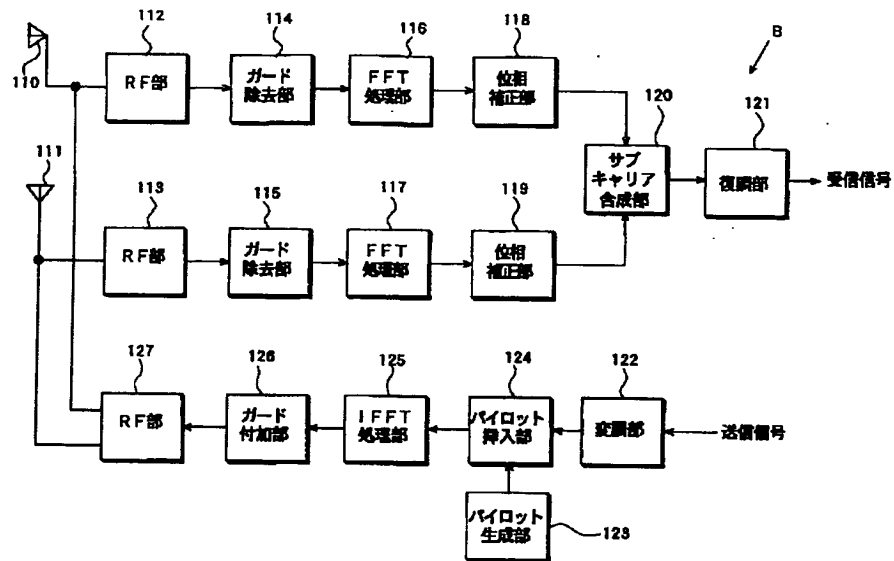 112
114
116
118
B
110
RF部
ガード
除去部
FFT
処理部
位相
補正部
120
121
111
サブ
キャリア
合成部
復調部
受信信号
113
115
117
119
RF部
ガード
除去部
FFT
処理部
位相
補正部
127
126
125
124
122
RF部
ガード
付加部
IFFT
処理部
パイロット
挿入部
変調部
送信信号
パイロット
生成部
123